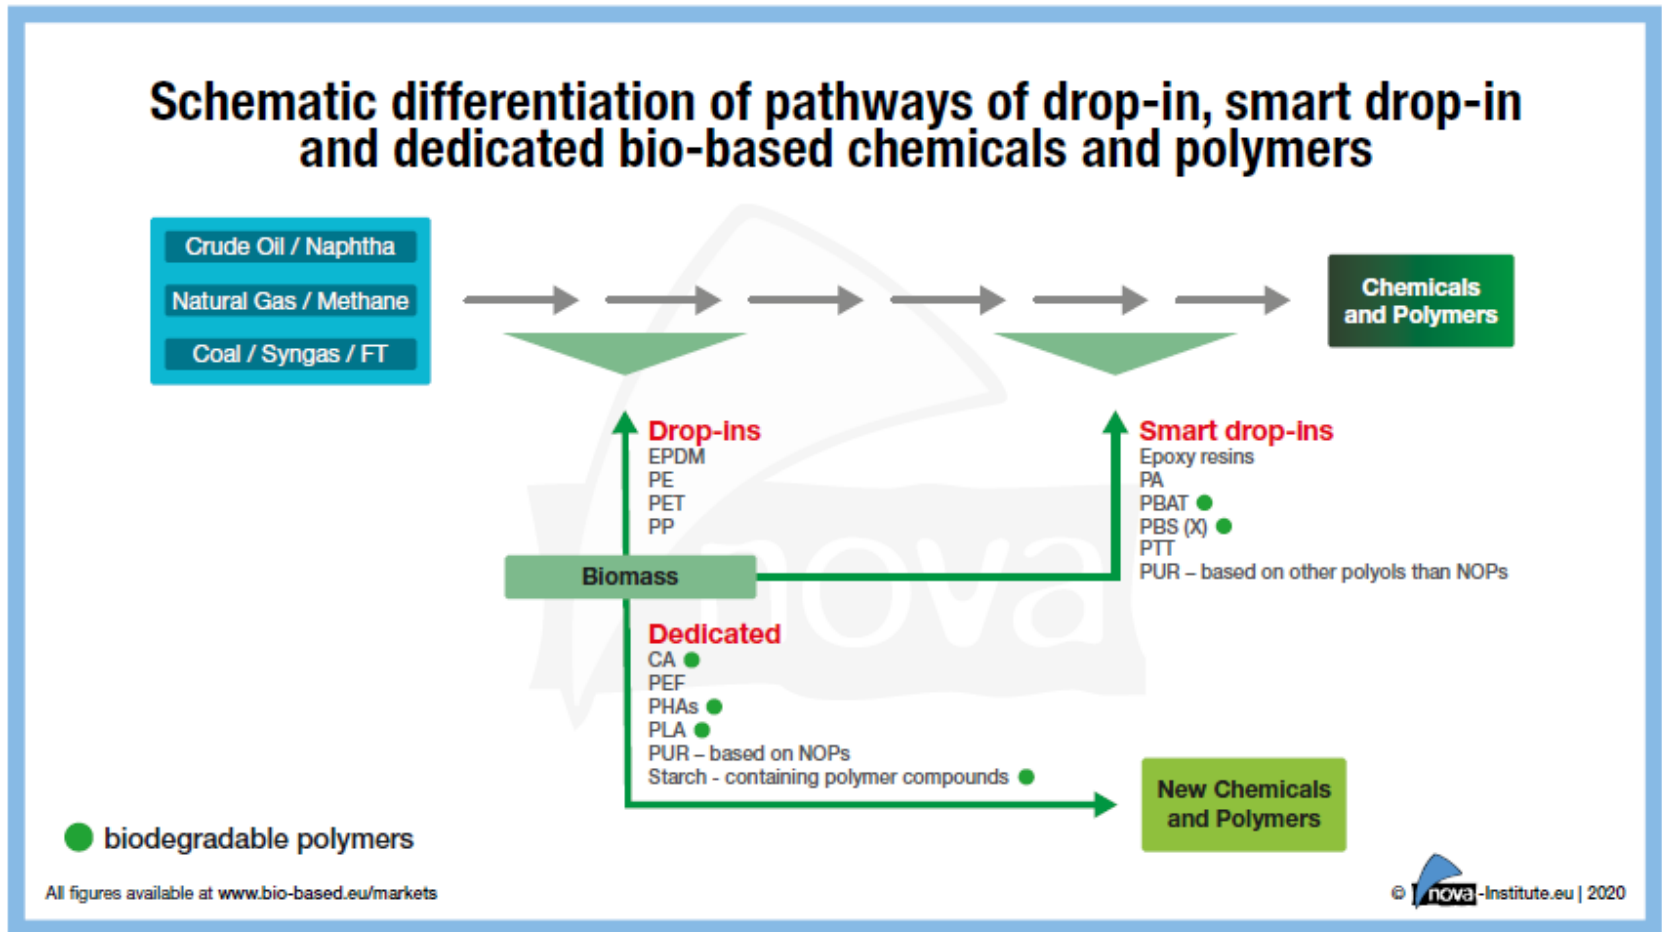 Schematic differentiation of pathways of drop-in, smart drop-in
and dedicated bio-based chemicals and polymers
Crude Oil / Naphtha
Natural Gas / Methane
Coal / Syngas / FT
Chemicals
and Polymers
Drop-ins
EPDM
PE
PET
PP
Smart drop-ins
Epoxy resins
PA
PBAT
PBS (X)
PTT
PUR – based on other polyols than NOPs
Biomass
nova
Dedicated
CA
PEF
PHAs
PLA
PUR – based on NOPs
Starch - containing polymer compounds
New Chemicals
and Polymers
biodegradable polymers
All figures available at www.bio-based.eu/markets
© nova-Institute.eu | 2020